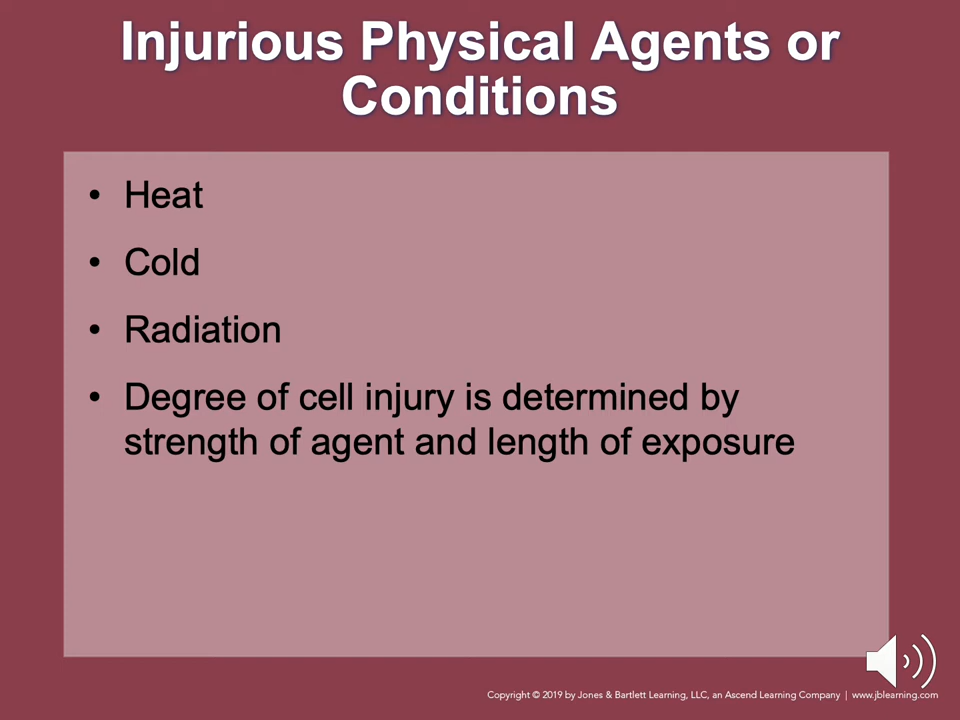 Injurious Physical Agents or
Conditions
• Heat
• Cold
• Radiation
• Degree of cell injury is determined by
strength of agent and length of exposure
Copyright © 2019 by Jones & Bartlett Learning, LLC, an Ascend Learning Company | www.jblearning.com